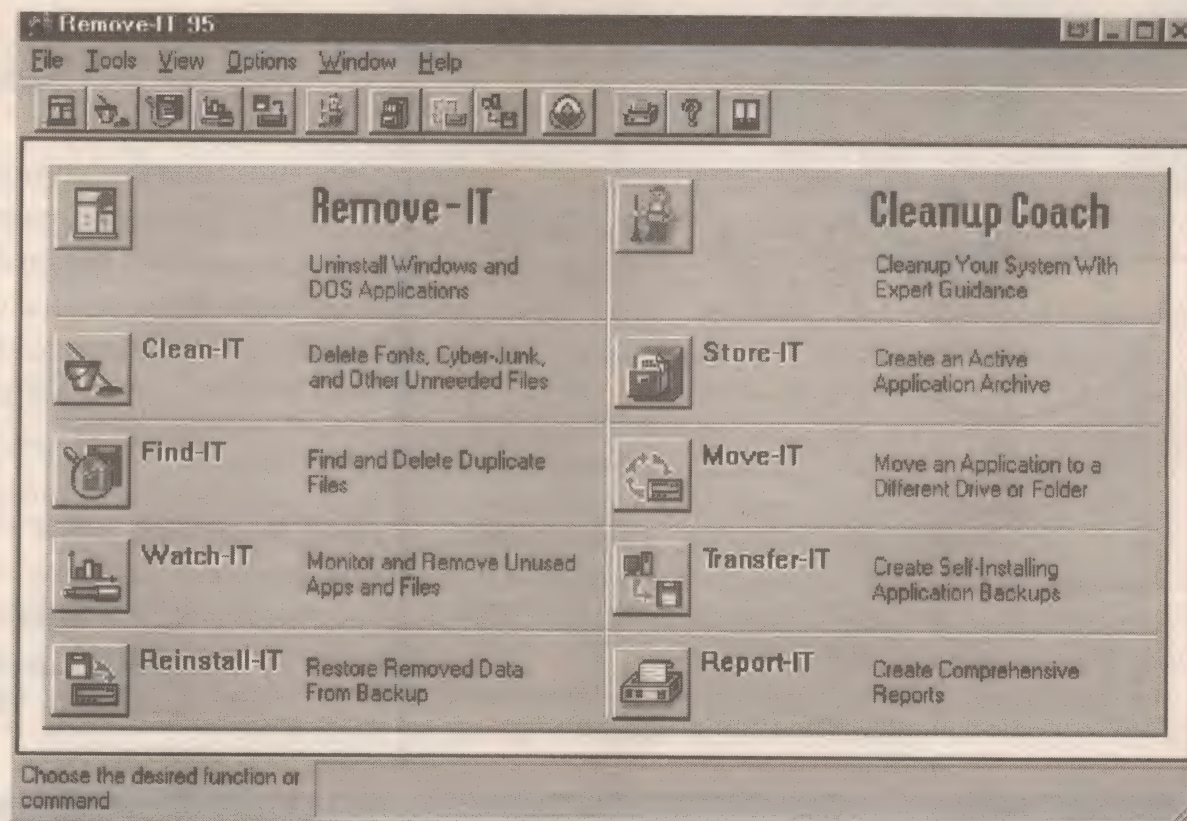 Remove-IT 95
File Tools View Options Window Help
Remove-IT
Uninstall Windows and
DOS Applications
Cleanup Coach
Cleanup Your System With
Expert Guidance
Clean-IT
Delete Fonts, Cyber-Junk,
and Other Unneeded Files
Store-IT
Create an Active
Application Archive
Find-IT
Find and Delete Duplicate
Files
Move-IT
Move an Application to a
Different Drive or Folder
Watch-IT
Monitor and Remove Unused
Apps and Files
Transfer-IT
Create Self-Installing
Application Backups
Reinstall-IT
Restore Removed Data
From Backup
Report-IT
Create Comprehensive
Reports
Choose the desired function or
command